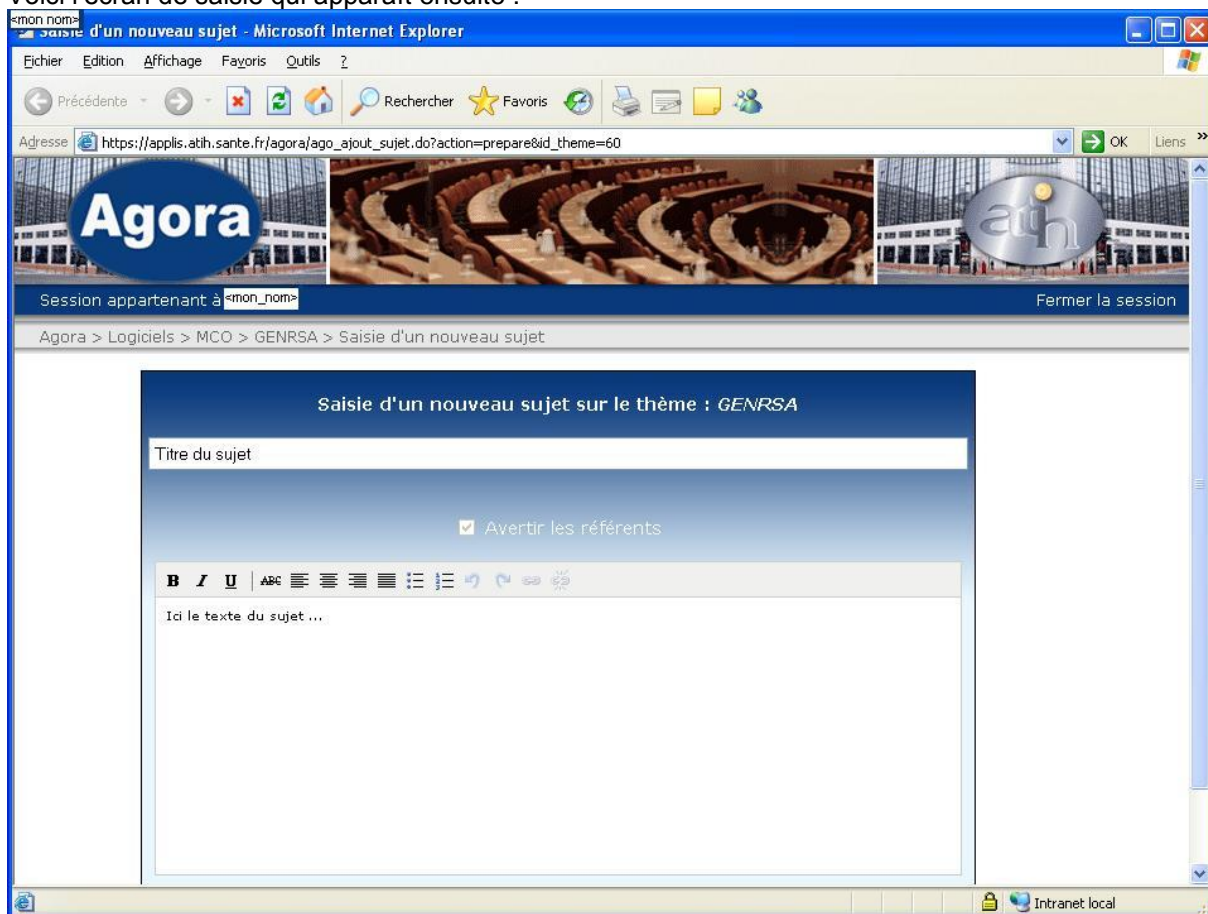 Voici l'écran de saisie qui apparaît ensuite :
<mon nom>
Saisie d'un nouveau sujet - Microsoft Internet Explorer
Fichier Edition Affichage Favoris Outils ?
Précédente Rechercher Favoris
Adresse https://applis.atih.sante.fr/agora/ago_ajout_sujet.do?action=prepare&id_theme=60 OK Liens »
Agora atih
Session appartenant à <mon_nom> Fermer la session
Agora > Logiciels > MCO > GENRSA > Saisie d'un nouveau sujet
Saisie d'un nouveau sujet sur le thème : GENRSA
Titre du sujet
Avertir les référents
B I U ABC
Ici le texte du sujet ...
Intranet local